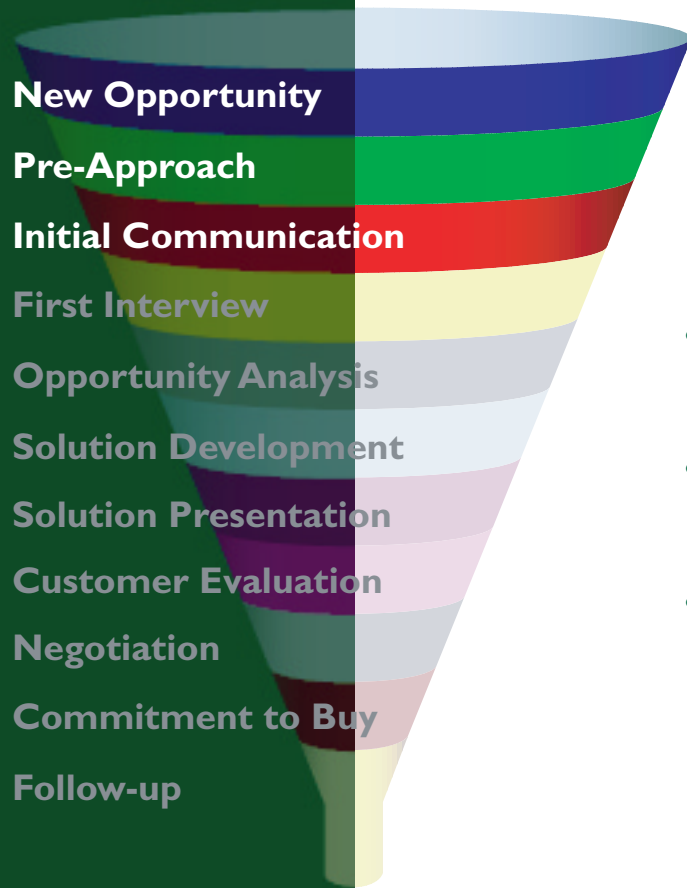 New Opportunity
Pre-Approach
Initial Communication
First Interview
Opportunity Analysis
Solution Development
Solution Presentation
Customer Evaluation
Negotiation
Commitment to Buy
Follow-up